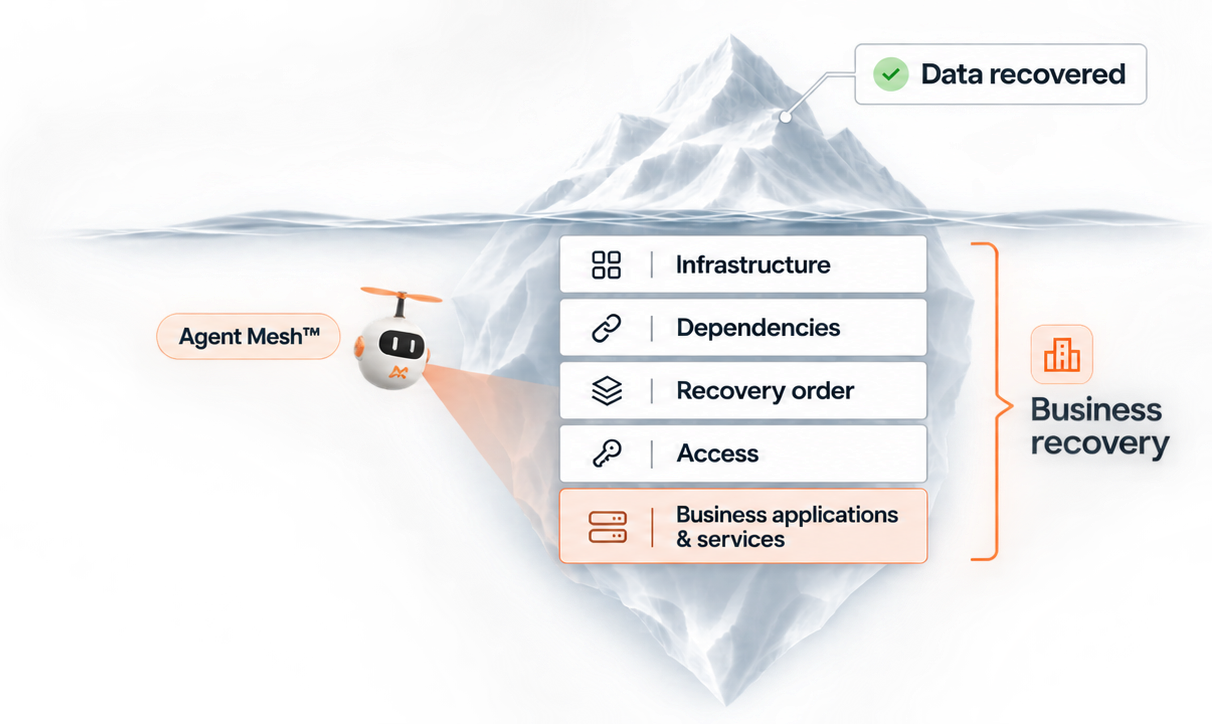 Data recovered
Infrastructure
Agent Mesh™
Dependencies
Recovery order
Access
Business applications
& services
Business
recovery